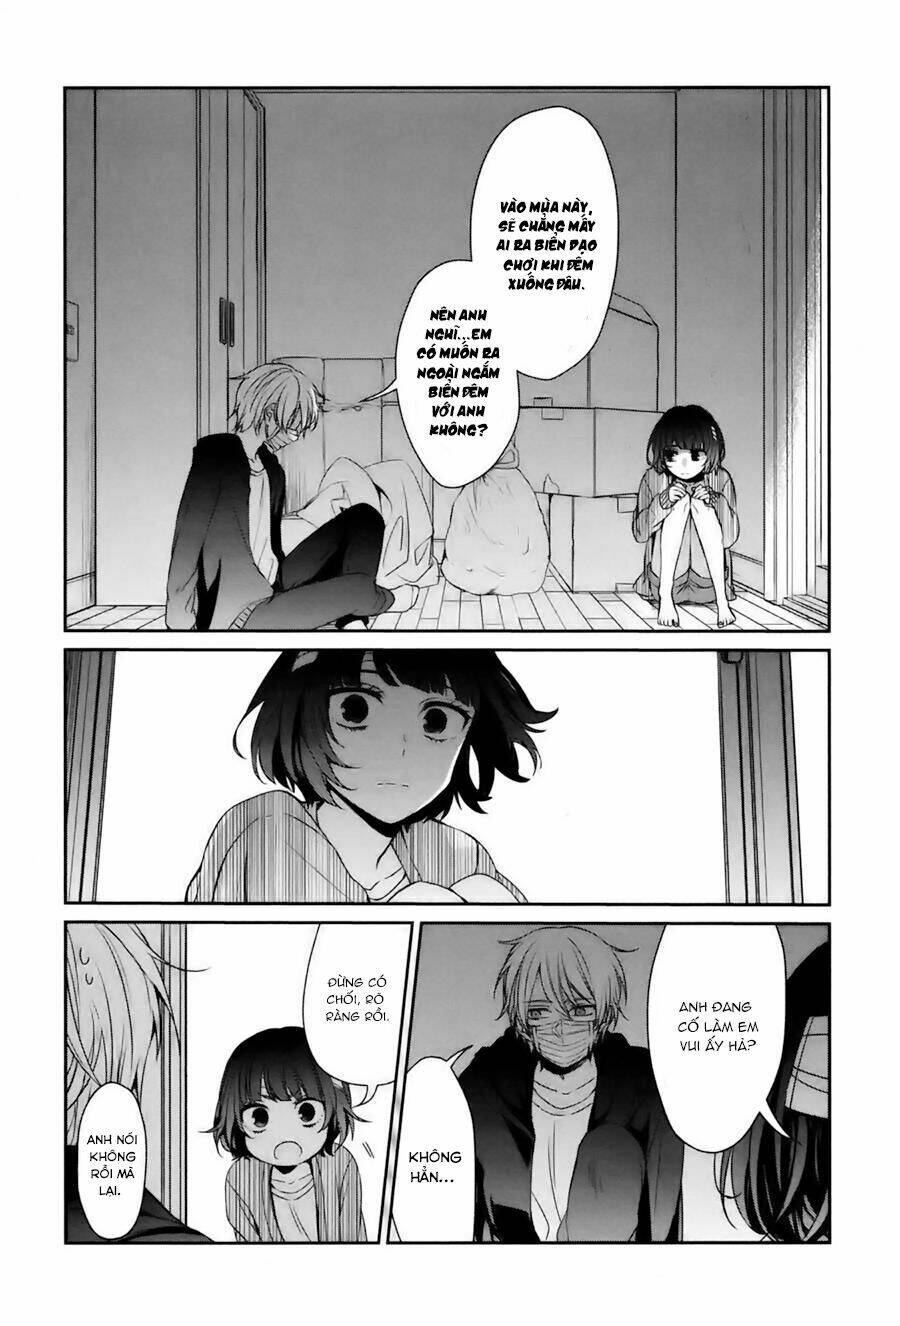 VÀO MÙA NÀY,
SẼ CHẲNG MẤY
AI RA BIỂN DẠO
CHƠI KHI ĐÊM
XUỐNG ĐÂU.
NÊN ANH
NGHĨ...EM
CÓ MUỐN RA
NGOÀI NGẮM
BIỂN ĐÊM
VỚI ANH
KHÔNG?
ANH ĐANG
CỐ LÀM EM
VUI ẤY HẢ?
KHÔNG
HẲN...
ĐỪNG CÓ
CHỐI, RÕ
RÀNG RỒI.
ANH NÓI
KHÔNG
RỒI MÀ
LẠI.